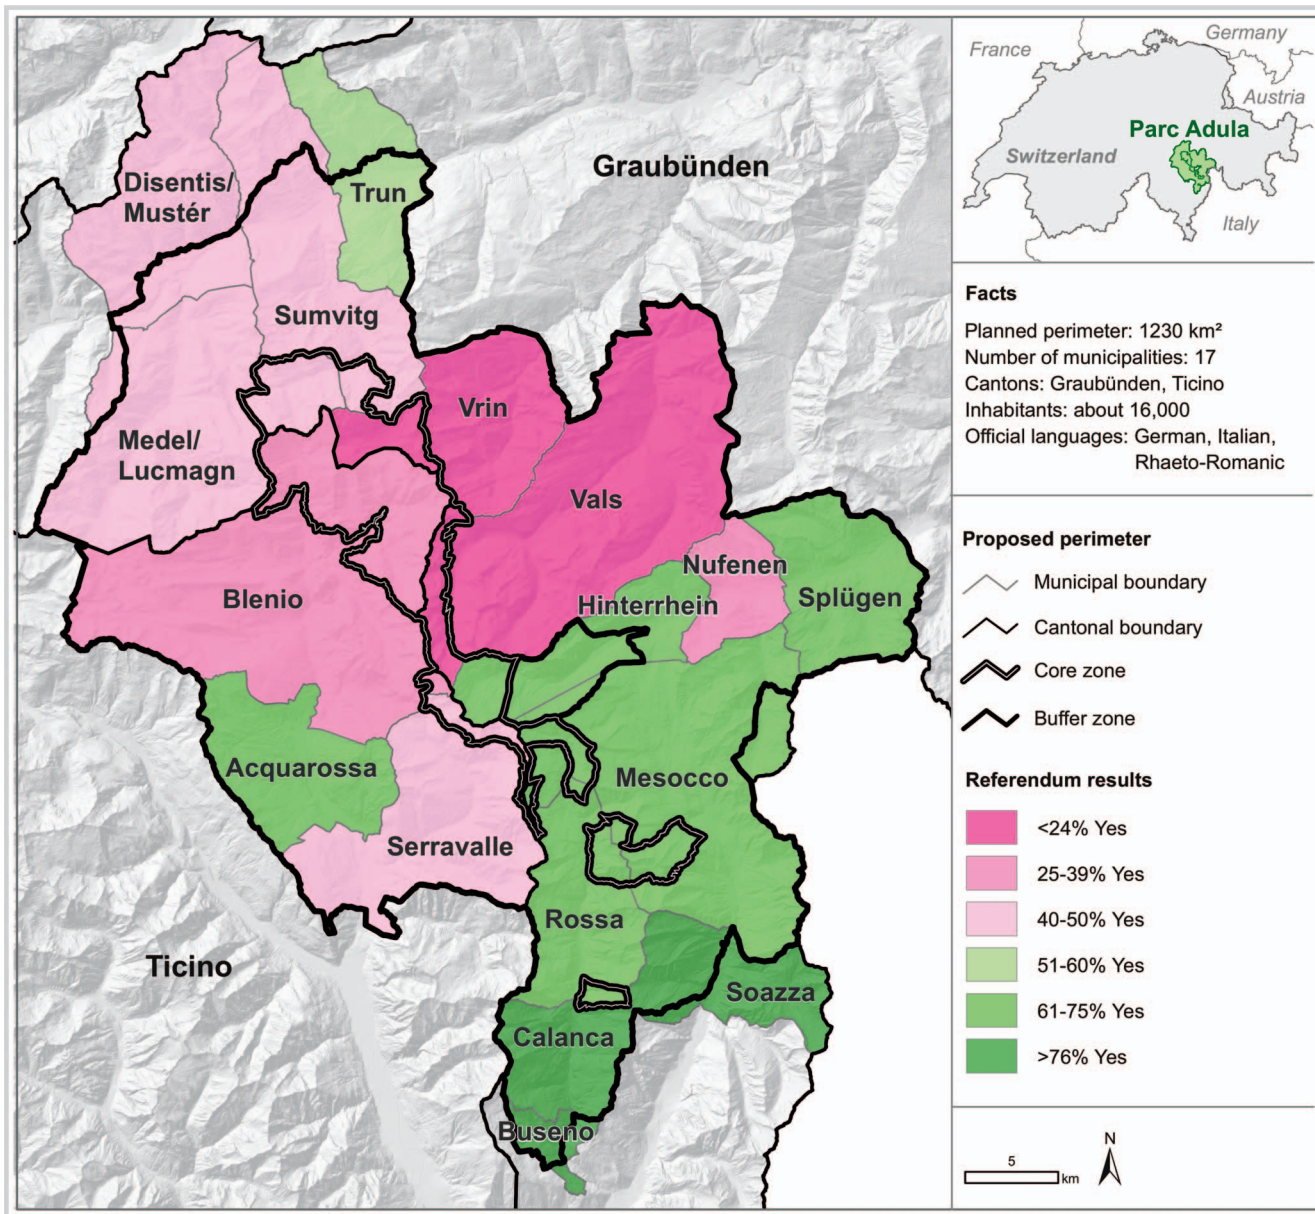 Graubünden
Disentis/
Mustér
Trun
Sumvitg
Vrin
Medel/
Lucmagn
Vals
Nufenen
Blenio
Hinterrhein
Splügen
Acquarossa
Mesocco
Serravalle
Rossa
Ticino
Soazza
Calanca
Buseno
France
Germany
Austria
Parc Adula
Switzerland
Italy
Facts
Planned perimeter: 1230 km²
Number of municipalities: 17
Cantons: Graubünden, Ticino
Inhabitants: about 16,000
Official languages: German, Italian,
Rhaeto-Romanic
Proposed perimeter
Municipal boundary
Cantonal boundary
Core zone
Buffer zone
Referendum results
<24% Yes
25-39% Yes
40-50% Yes
51-60% Yes
61-75% Yes
>76% Yes
5
km
N